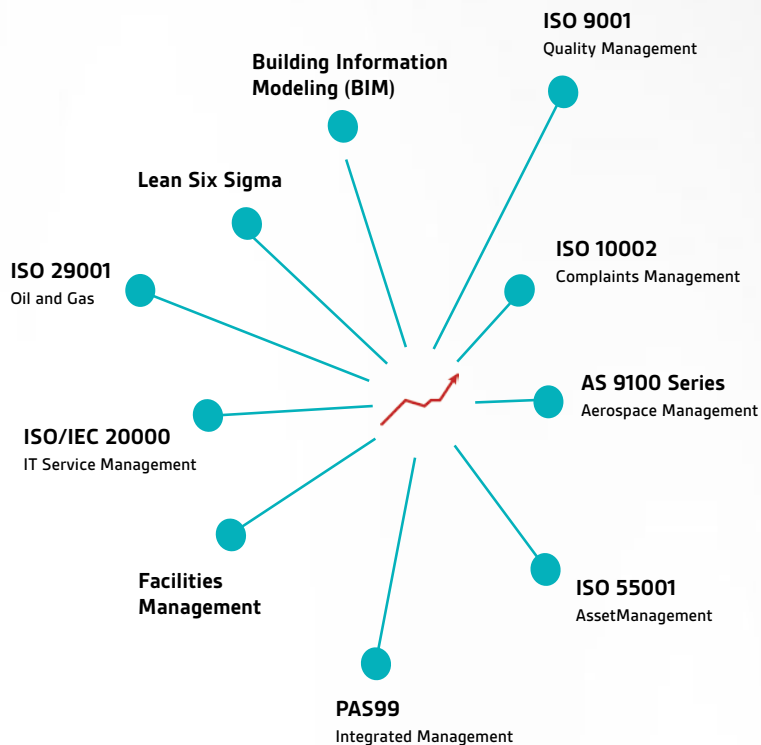 ISO 9001
Quality Management
Building Information
Modeling (BIM)
Lean Six Sigma
ISO 10002
Complaints Management
ISO 29001
Oil and Gas
AS 9100 Series
Aerospace Management
ISO/IEC 20000
IT Service Management
Facilities
Management
ISO 55001
AssetManagement
PAS99
Integrated Management